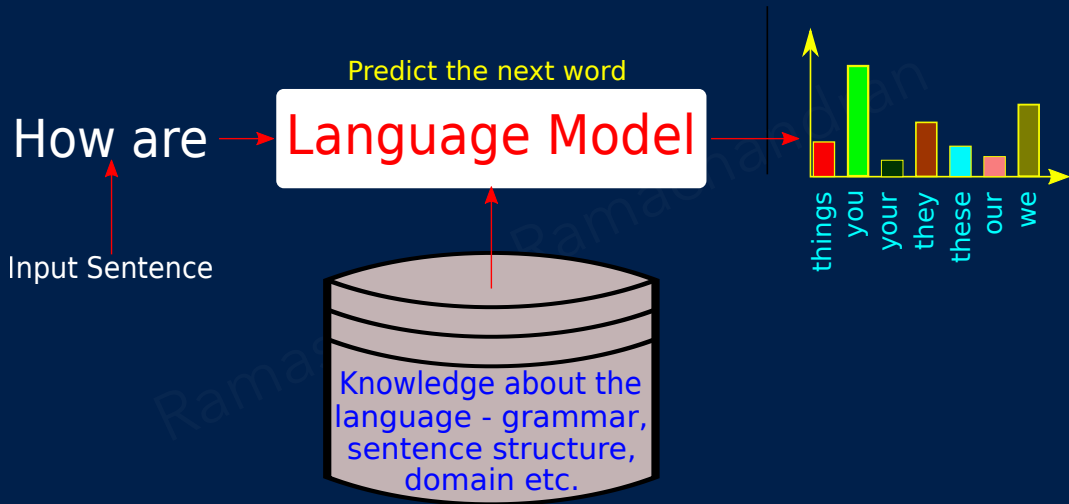 Predict the next word
How are
Language Model
Input Sentence
things
you
your
they
these
our
we
Knowledge about the
language - grammar,
sentence structure,
domain etc.
Ramachandran